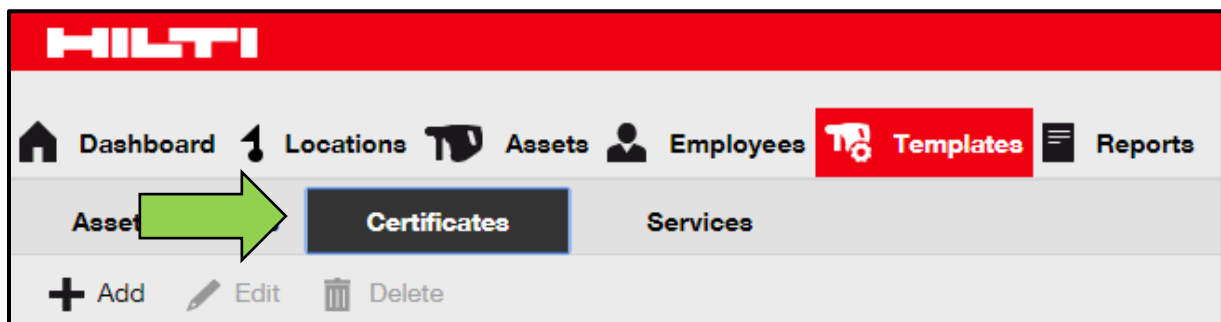 HILTI
Dashboard Locations Assets Employees Templates Reports
Certificates Services
Add Edit Delete